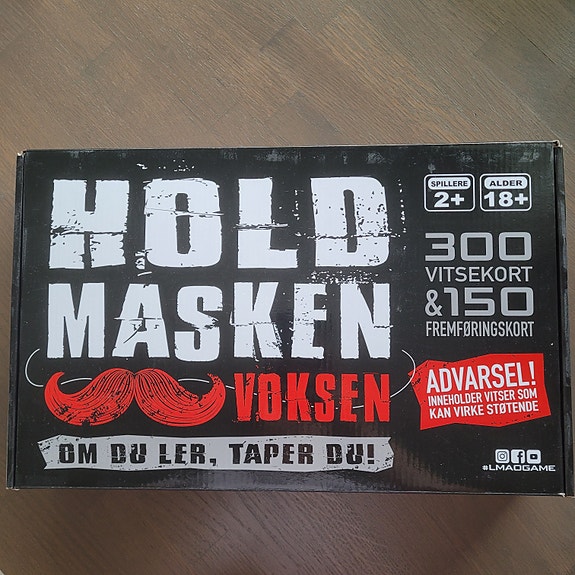 HOLD
MASKEN
VOKSEN
OM DU LER, TAPER DU!
SPILLERE
2+
ALDER
18+
300
VITSEKORT
&150
FREMFØRINGSKORT
ADVARSEL!
INNEHOLDER VITSER SOM
KAN VIRKE STØTENDE
#LMAOGAME